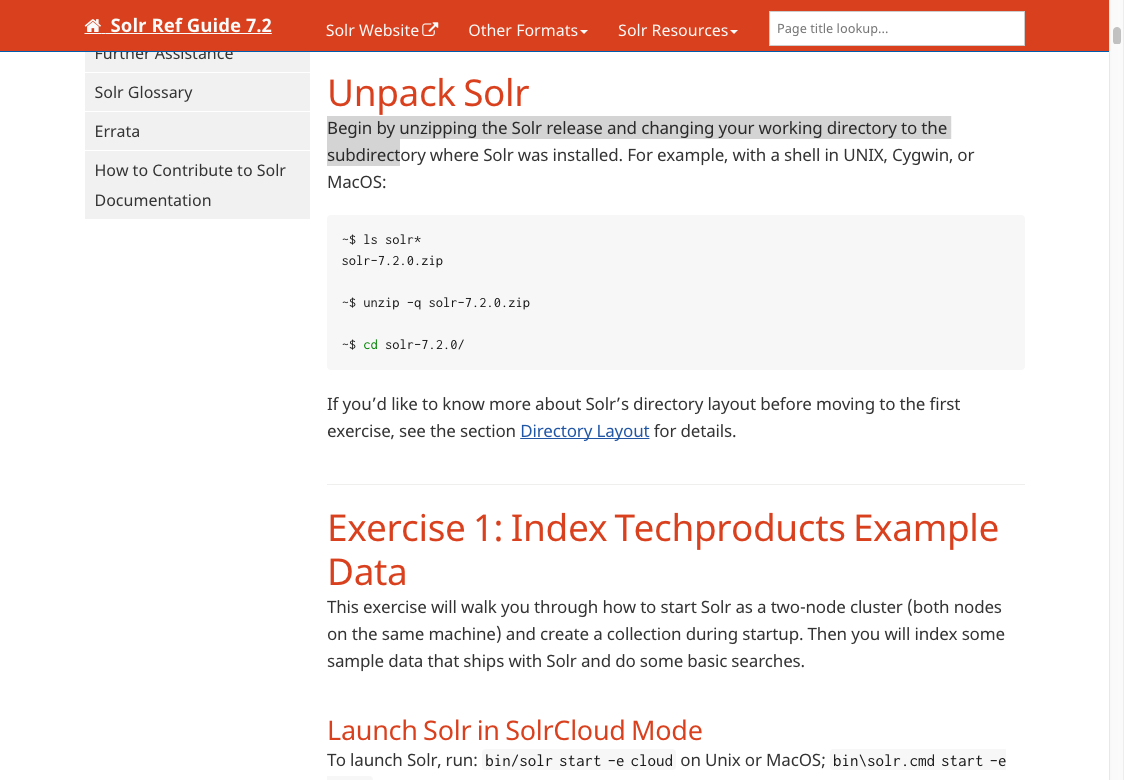 Solr Ref Guide 7.2
Solr Website
Other Formats
Solr Resources
Page title lookup...
Further Assistance
Solr Glossary
Errata
How to Contribute to Solr
Documentation
Unpack Solr
Begin by unzipping the Solr release and changing your working directory to the
subdirectory where Solr was installed. For example, with a shell in UNIX, Cygwin, or
MacOS:
~$ ls solr*
solr-7.2.0.zip
~$ unzip -q solr-7.2.0.zip
~$ cd solr-7.2.0/
If you’d like to know more about Solr’s directory layout before moving to the first
exercise, see the section Directory Layout for details.
Exercise 1: Index Techproducts Example
Data
This exercise will walk you through how to start Solr as a two-node cluster (both nodes
on the same machine) and create a collection during startup. Then you will index some
sample data that ships with Solr and do some basic searches.
Launch Solr in SolrCloud Mode
To launch Solr, run: bin/solr start -e cloud on Unix or MacOS; bin\solr.cmd start -e